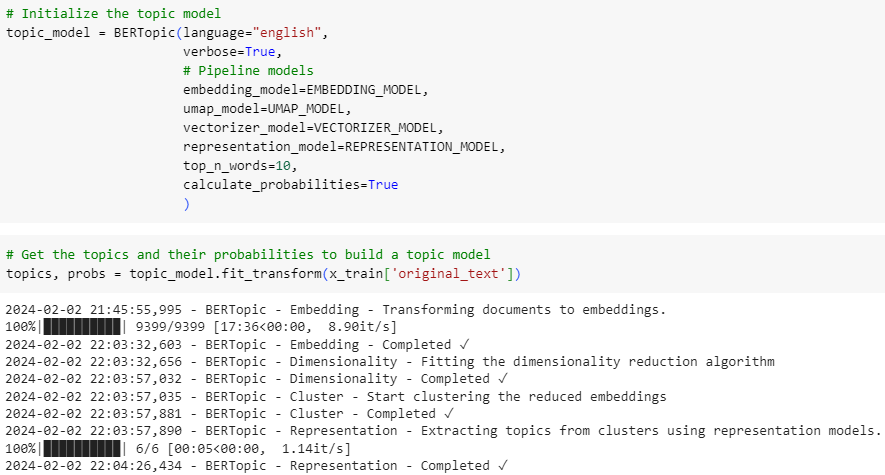 # Initialize the topic model
topic_model = BERTopic(language="english",
                       verbose=True,
                       # Pipeline models
                       embedding_model=EMBEDDING_MODEL,
                       umap_model=UMAP_MODEL,
                       vectorizer_model=VECTORIZER_MODEL,
                       representation_model=REPRESENTATION_MODEL,
                       top_n_words=10,
                       calculate_probabilities=True
                       )
# Get the topics and their probabilities to build a topic model
topics, probs = topic_model.fit_transform(x_train['original_text'])
2024-02-02 21:45:55,995 - BERTopic - Embedding - Transforming documents to embeddings.
100%|██████████| 9399/9399 [17:36<00:00,  8.90it/s]
2024-02-02 22:03:32,603 - BERTopic - Embedding - Completed ✓
2024-02-02 22:03:32,656 - BERTopic - Dimensionality - Fitting the dimensionality reduction algorithm
2024-02-02 22:03:57,032 - BERTopic - Dimensionality - Completed ✓
2024-02-02 22:03:57,035 - BERTopic - Cluster - Start clustering the reduced embeddings
2024-02-02 22:03:57,881 - BERTopic - Cluster - Completed ✓
2024-02-02 22:03:57,890 - BERTopic - Representation - Extracting topics from clusters using representation models.
100%|██████████| 6/6 [00:05<00:00,  1.14it/s]
2024-02-02 22:04:26,434 - BERTopic - Representation - Completed ✓